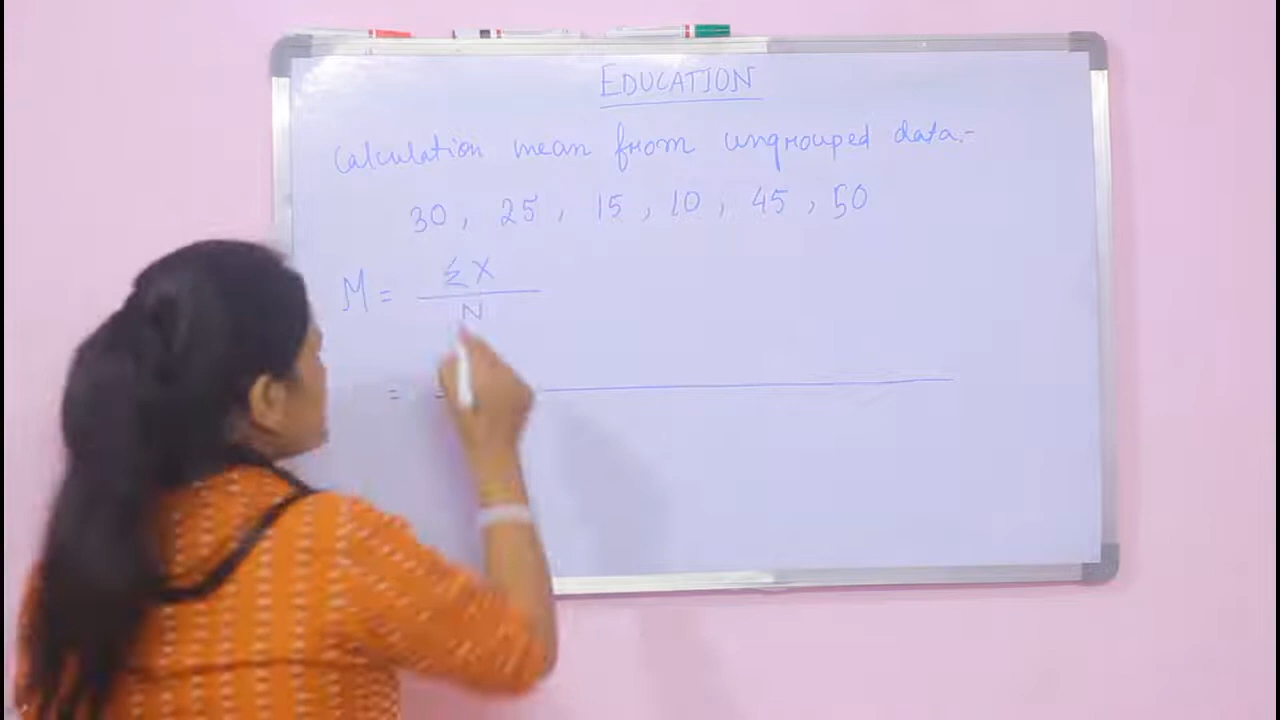 EDUCATION
Calculation mean from ungrouped data:-
30, 25, 15, 10, 45, 50
M = ΣX
N
=